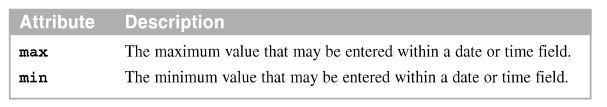 Attribute Description
max The maximum value that may be entered within a date or time field.
min The minimum value that may be entered within a date or time field.